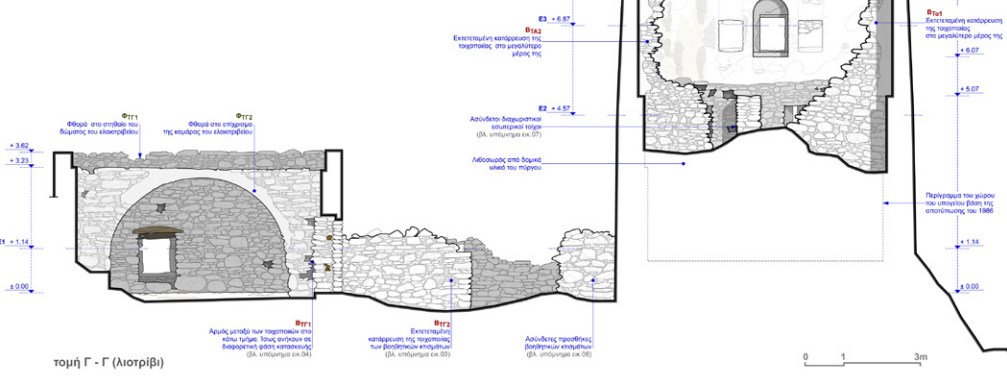 Ε3 + 6.87
ΒΤΑ2
Εκτεταμένη κατάρρευση της
τοιχοποιίας στο μεγαλύτερο
μέρος της
ΒΤα1
Εκτεταμένη κατάρρευση
της τοιχοποιίας
στο μεγαλύτερο μέρος της
+ 6.07
+ 5.07
Ε2 + 4.57
Ασύνδετοι διαχωριστικοί
εσωτερικοί τοίχοι
(βλ. υπόμνημα εικ.07)
Λιθοσωρός από δομικά
υλικά του πύργου
ΦΤΓ1
Φθορά στο στηθαίο του
δώματος του ελαιοτριβείου
ΦΤΓ2
Φθορά στο επίχρισμα
της καμάρας του ελαιοτριβείου
+ 3.62
+ 3.23
Περίγραμμα του χώρου
του υπογείου βάση της
αποτύπωσης του 1986
Ε1 + 1.14
+ 1.14
± 0.00
± 0.00
ΒΤΓ1
Αρμός μεταξύ των τοιχοποιιών στο
κάτω τμήμα. Ίσως ανήκουν σε
διαφορετική φάση κατασκευής
(βλ. υπόμνημα εικ.04)
ΒΤΓ2
Εκτεταμένη
κατάρρευση της τοιχοποιίας
των βοηθητικών κτισμάτων
(βλ. υπόμνημα εικ.03)
Ασύνδετες προσθήκες
βοηθητικών κτισμάτων
(βλ. υπόμνημα εικ.06)
τομή Γ - Γ (λιοτρίβι)
0 1 3m